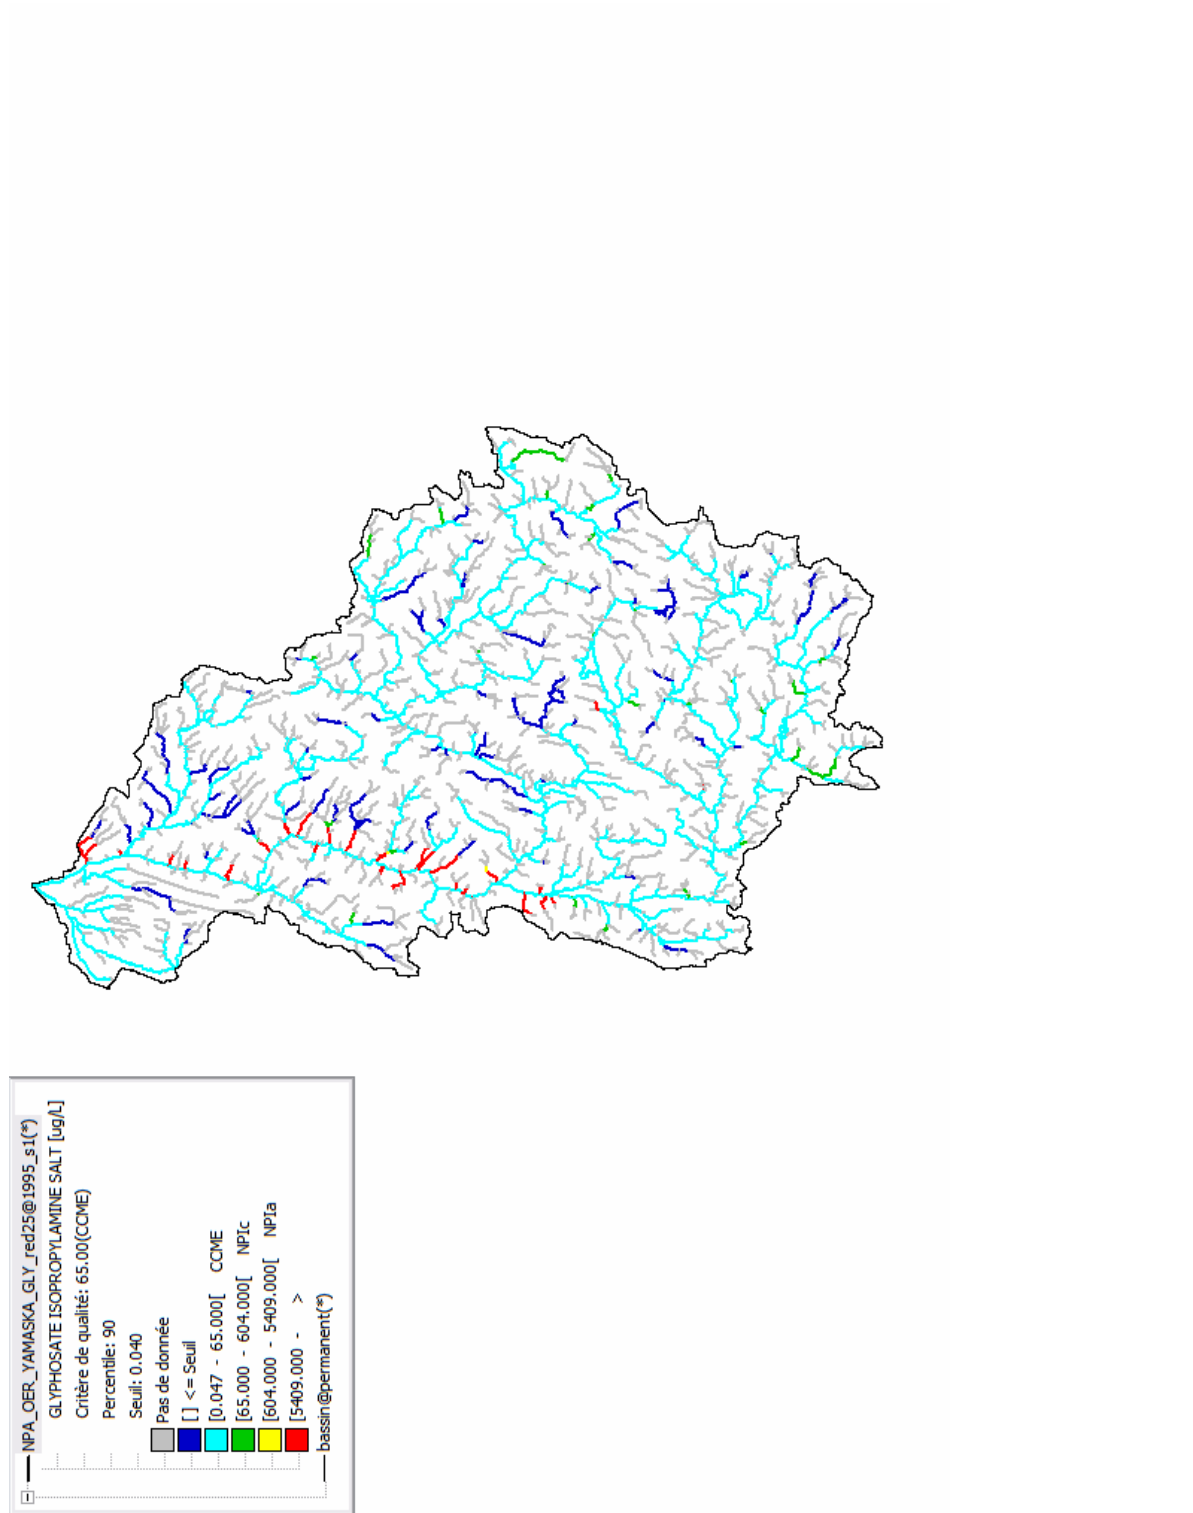 NPA_OER_YAMASKA_GLY_red25@1995_s1(*)
GLYPHOSATE ISOPROPYLAMINE SALT [ug/L]
Critère de qualité: 65.00(CCME)
Percentile: 90
Seuil: 0.040
Pas de donnée
[] <= Seuil
[0.047 - 65.000[ CCME
[65.000 - 604.000[ NPIc
[604.000 - 5409.000[ NPIa
[5409.000 - >
bassin@permanent(*)